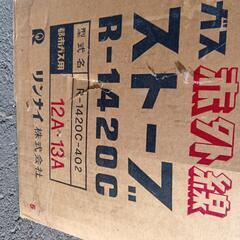 ガス
赤外線
ストーブ
R-1420C
型式名
R-1420C-402
都市ガス用
12A・13A
リンナイ株式会社